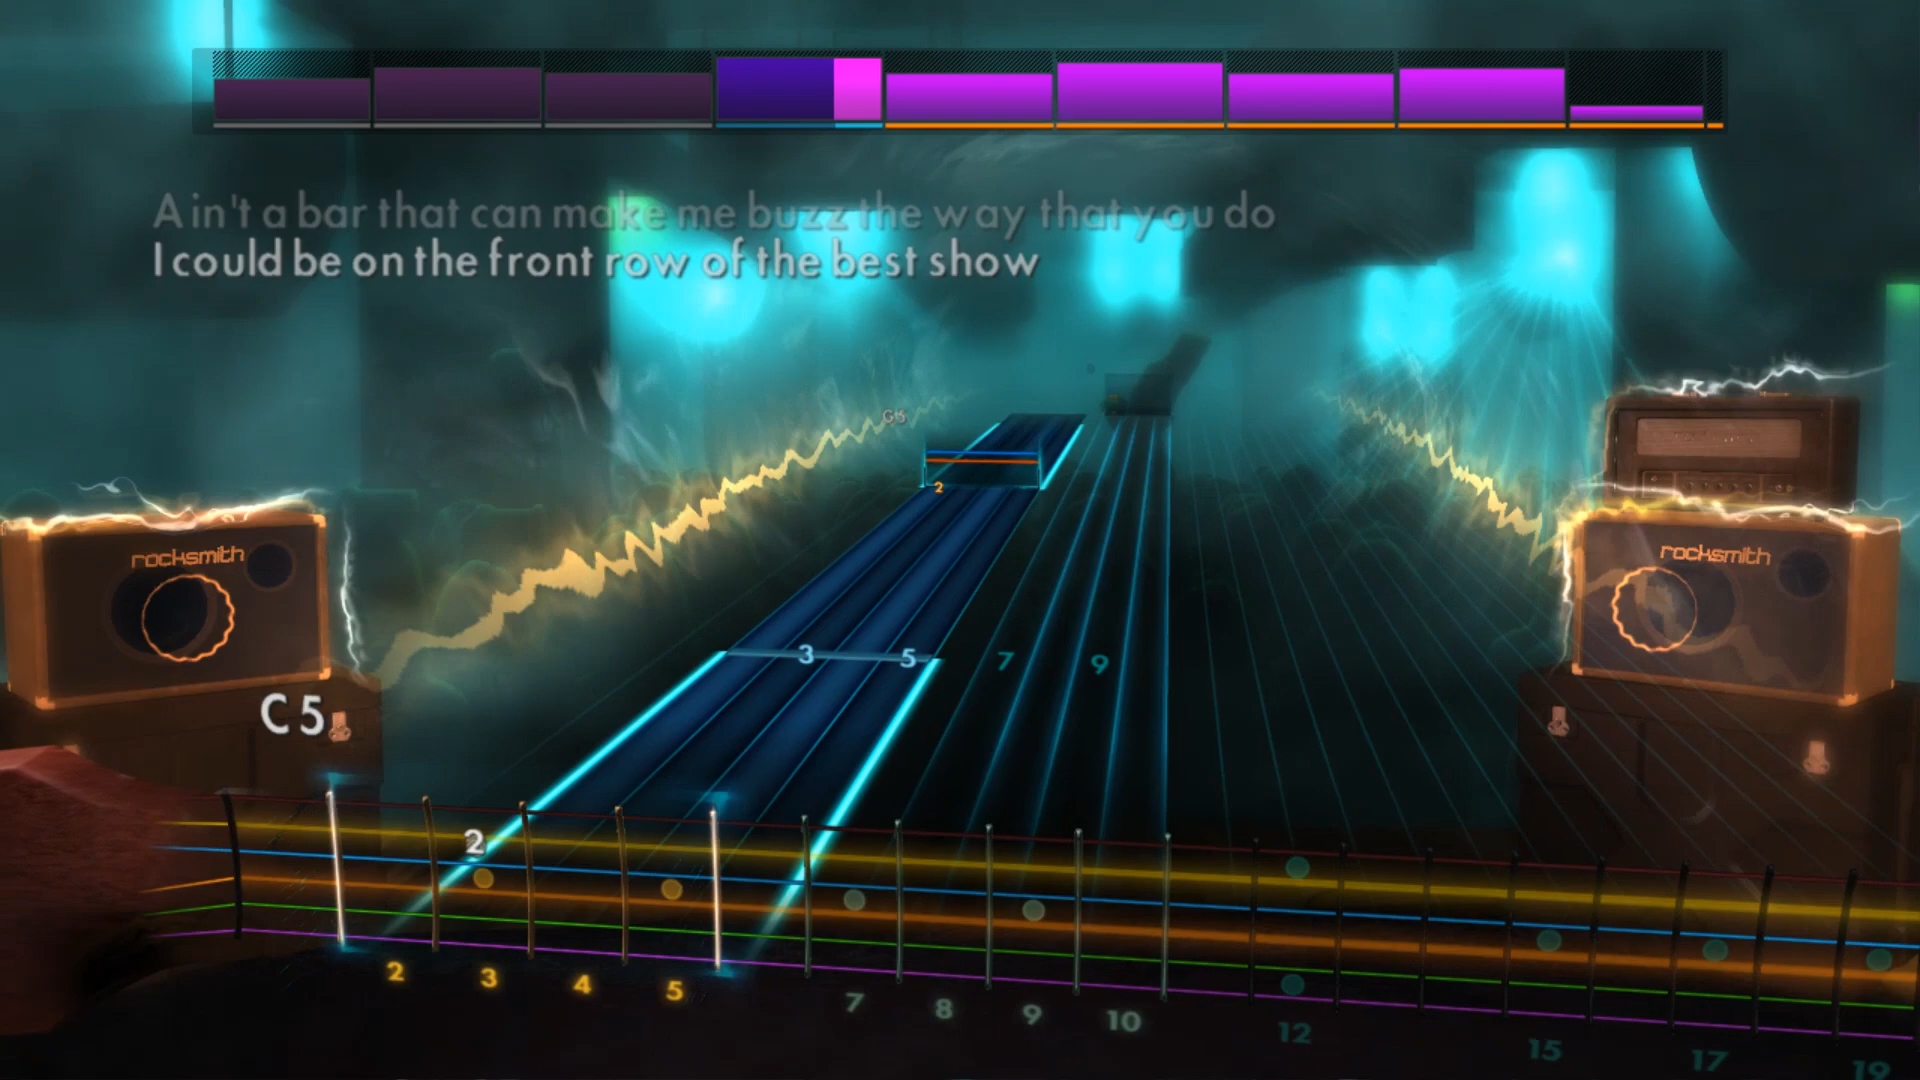 Ain't a bar that can make me buzz the way that you do
I could be on the front row of the best show
G5
2
rocksmith
rocksmith
3 5 7 9
C5
2
2 3 4 5 7 8 9 10 12 15 17 19